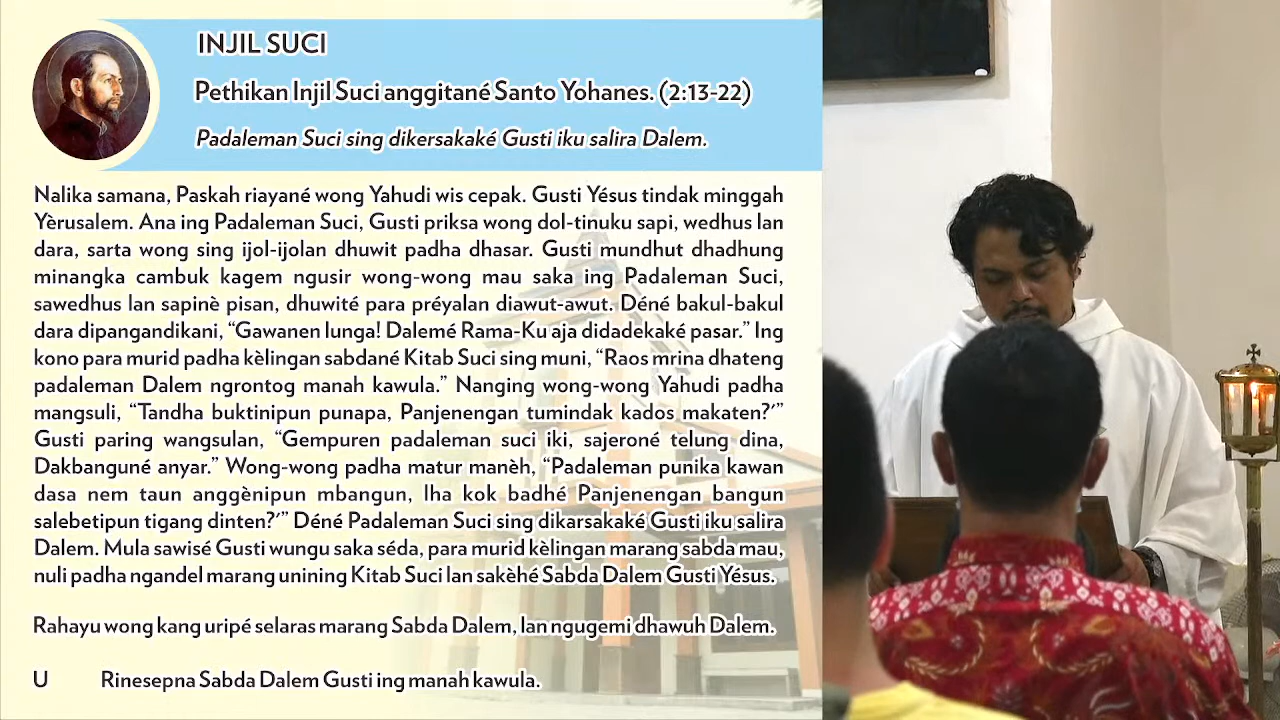 INJIL SUCI
Pethikan Injil Suci anggitané Santo Yohanes. (2:13-22)
Padaleman Suci sing dikersakaké Gusti iku salira Dalem.
Nalika samana, Paskah riayané wong Yahudi wis cepak. Gusti Yésus tindak minggah
Yèrusalem. Ana ing Padaleman Suci, Gusti priksa wong dol-tinuku sapi, wedhus lan
dara, sarta wong sing ijol-ijolan dhuwit padha dhasar. Gusti mundhut dhadhung
minangka cambuk kagem ngusir wong-wong mau saka ing Padaleman Suci,
sawedhus lan sapinè pisan, dhuwité para préyalan diawut-awut. Déné bakul-bakul
dara dipangandikani, “Gawanen lunga! Dalemé Rama-Ku aja didadekaké pasar.” Ing
kono para murid padha kèlingan sabdané Kitab Suci sing muni, “Raos mrina dhateng
padaleman Dalem ngrontog manah kawula.” Nanging wong-wong Yahudi padha
mangsuli, “Tandha buktinipun punapa, Panjenengan tumindak kados makaten?’”
Gusti paring wangsulan, “Gempuren padaleman suci iki, sajeroné telung dina,
Dakbanguné anyar.” Wong-wong padha matur manèh, “Padaleman punika kawan
dasa nem taun anggènipun mbangun, lha kok badhé Panjenengan bangun
salebetipun tigang dinten?’” Déné Padaleman Suci sing dikarsakaké Gusti iku salira
Dalem. Mula sawisé Gusti wungu saka séda, para murid kèlingan marang sabda mau,
nuli padha ngandel marang unining Kitab Suci lan sakèhé Sabda Dalem Gusti Yésus.
Rahayu wong kang uripé selaras marang Sabda Dalem, lan ngugemi dhawuh Dalem.
U Rinesepna Sabda Dalem Gusti ing manah kawula.